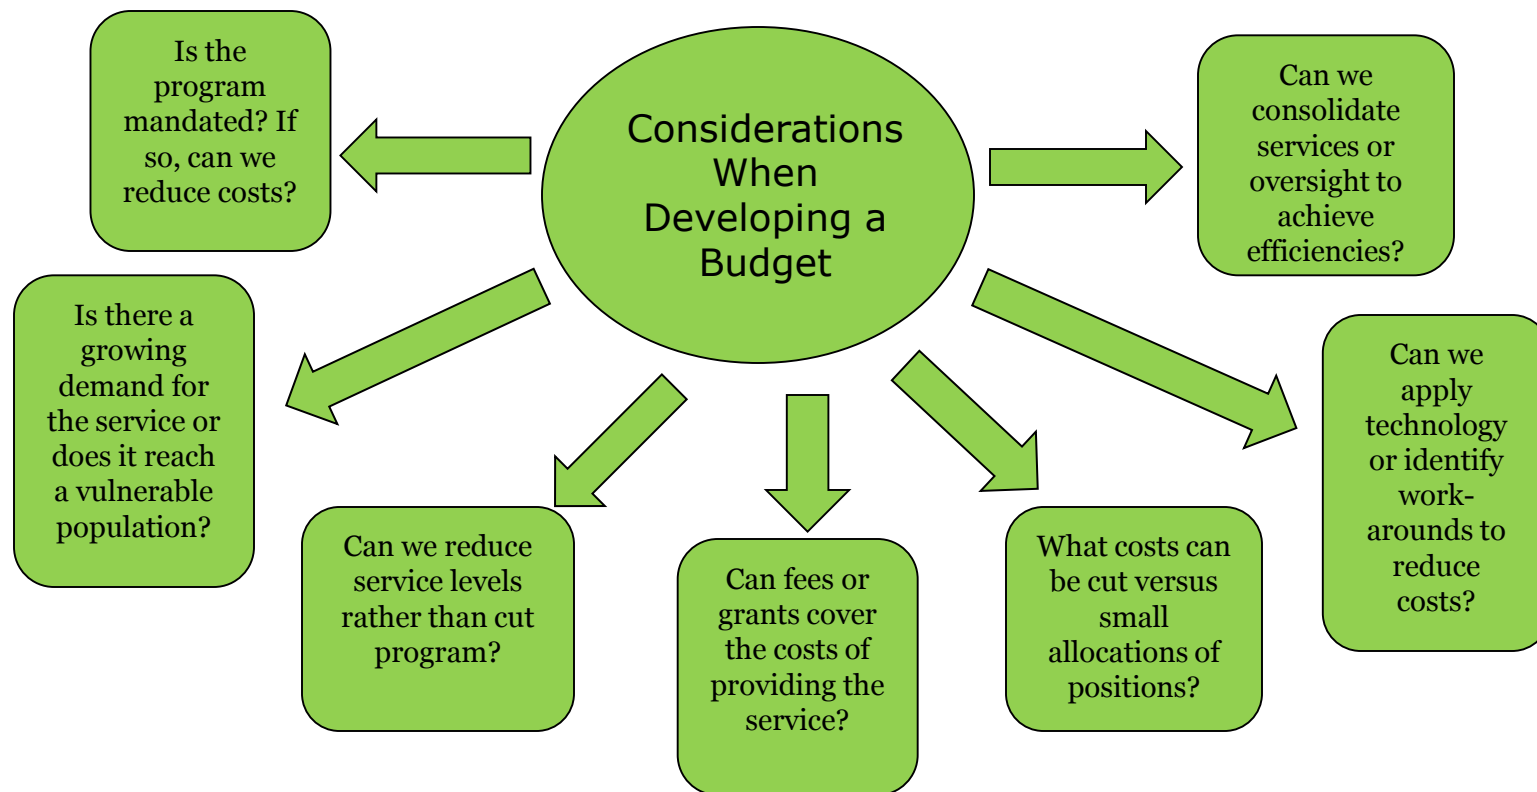 Considerations
When
Developing a
Budget
Is the
program
mandated? If
so, can we
reduce costs?
Is there a
growing
demand for
the service or
does it reach
a vulnerable
population?
Can we reduce
service levels
rather than cut
program?
Can fees or
grants cover
the costs of
providing the
service?
What costs can
be cut versus
small
allocations of
positions?
Can we
apply
technology
or identify
work-
arounds to
reduce
costs?
Can we
consolidate
services or
oversight to
achieve
efficiencies?